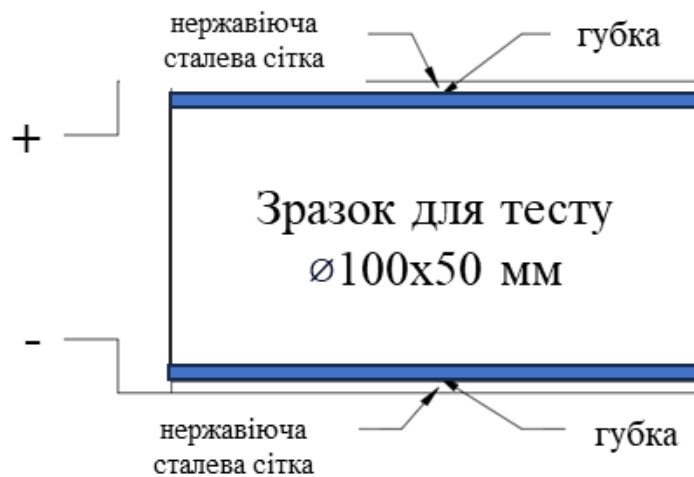 нержавіюча
сталева сітка
губка
+
Зразок для тесту
⌀100x50 мм
-
нержавіюча
сталева сітка
губка